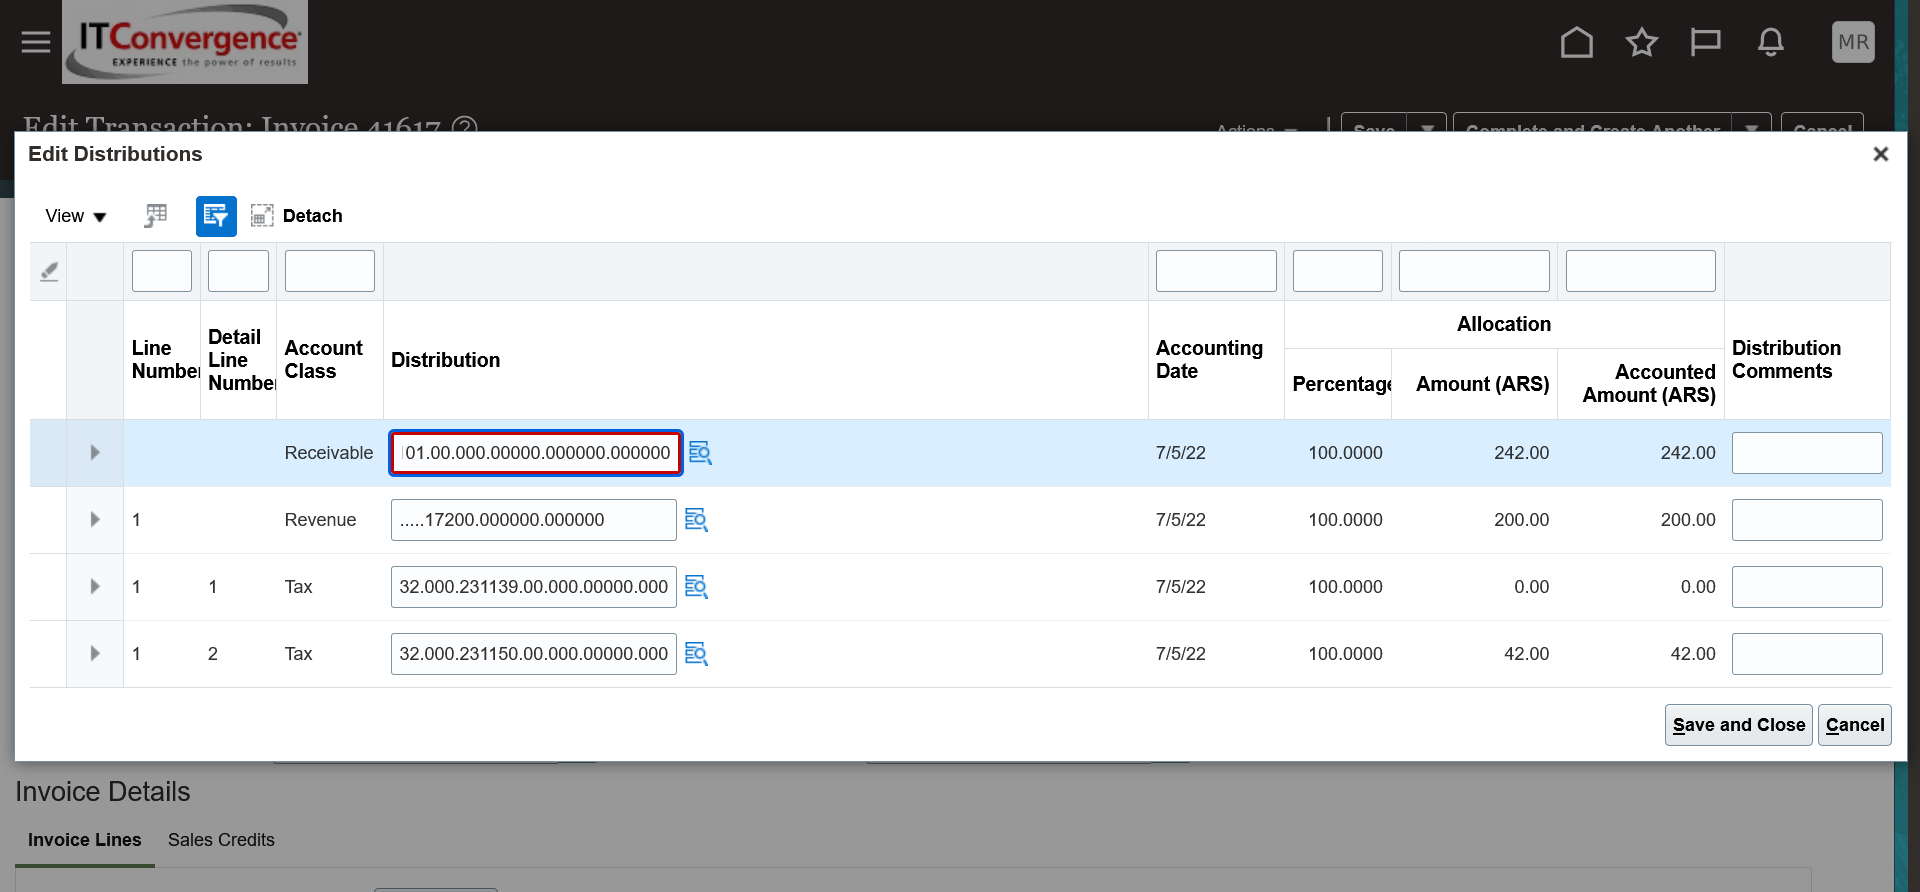 ITConvergence
EXPERIENCE the power of results
MR
Edit Transaction: Invoice 41617
Actions
Save
Complete and Create Another
Cancel
Edit Distributions
View
Detach
Line Number
Detail Line Number
Account Class
Distribution
Accounting Date
Allocation
Percentage
Amount (ARS)
Accounted Amount (ARS)
Distribution Comments
Receivable 01.00.000.00000.000000.000000 7/5/22 100.0000 242.00 242.00
1 Revenue .....17200.000000.000000 7/5/22 100.0000 200.00 200.00
1 1 Tax 32.000.231139.00.000.00000.000 7/5/22 100.0000 0.00 0.00
1 2 Tax 32.000.231150.00.000.00000.000 7/5/22 100.0000 42.00 42.00
Save and Close Cancel
Invoice Details
Invoice Lines Sales Credits